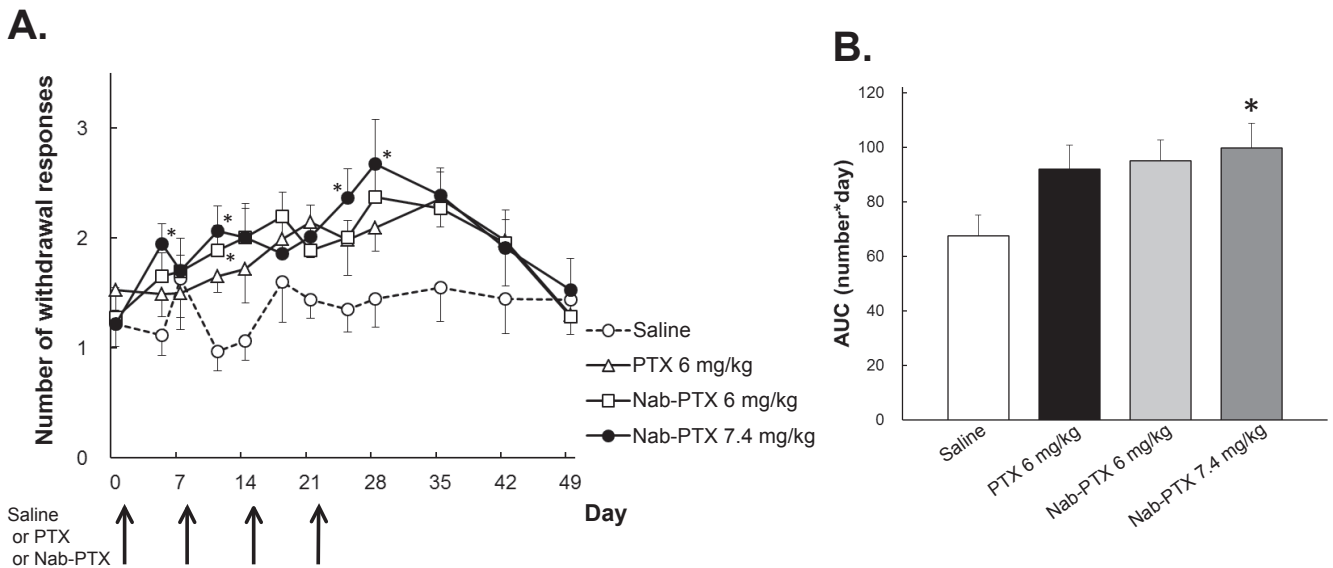 A.
Number of withdrawal responses
3
2
1
0
*
*
*
*
*
Saline
PTX 6 mg/kg
Nab-PTX 6 mg/kg
Nab-PTX 7.4 mg/kg
0 7 14 21 28 35 42 49
Day
Saline
or PTX
or Nab-PTX
B.
AUC (number*day)
120
100
80
60
40
20
0
*
Saline
PTX 6 mg/kg
Nab-PTX 6 mg/kg
Nab-PTX 7.4 mg/kg